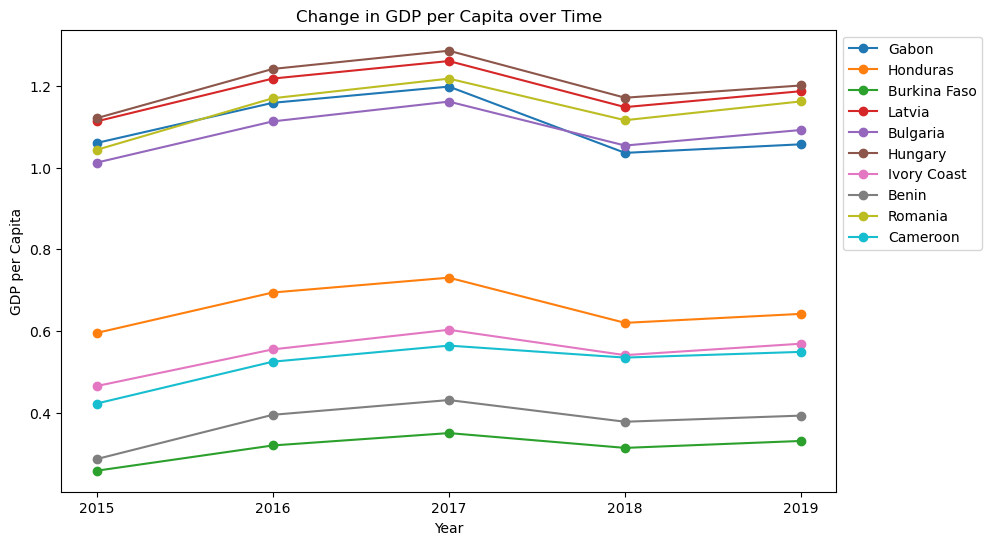 Change in GDP per Capita over Time
GDP per Capita
1.2
1.0
0.8
0.6
0.4
2015 2016 2017 2018 2019
Year
Gabon
Honduras
Burkina Faso
Latvia
Bulgaria
Hungary
Ivory Coast
Benin
Romania
Cameroon